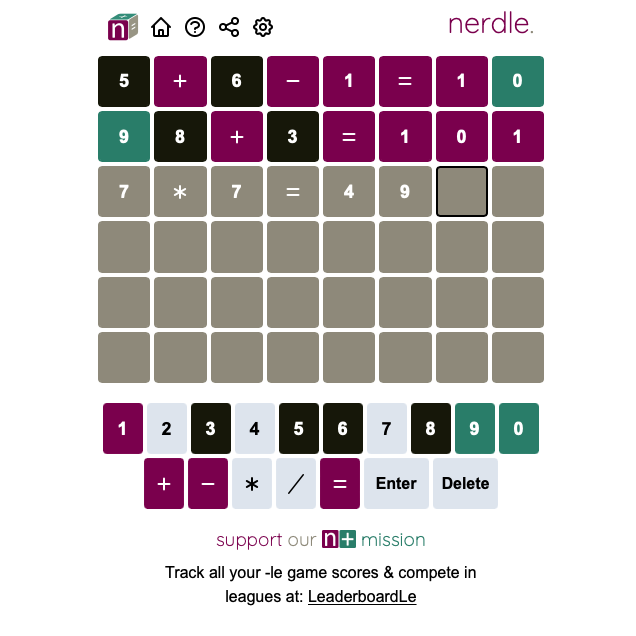 n nerdle.
5 + 6 - 1 = 1 0
9 8 + 3 = 1 0 1
7 * 7 = 4 9
1 2 3 4 5 6 7 8 9 0
+ - * / = Enter Delete
support our n+ mission
Track all your -le game scores & compete in
leagues at: LeaderboardLe